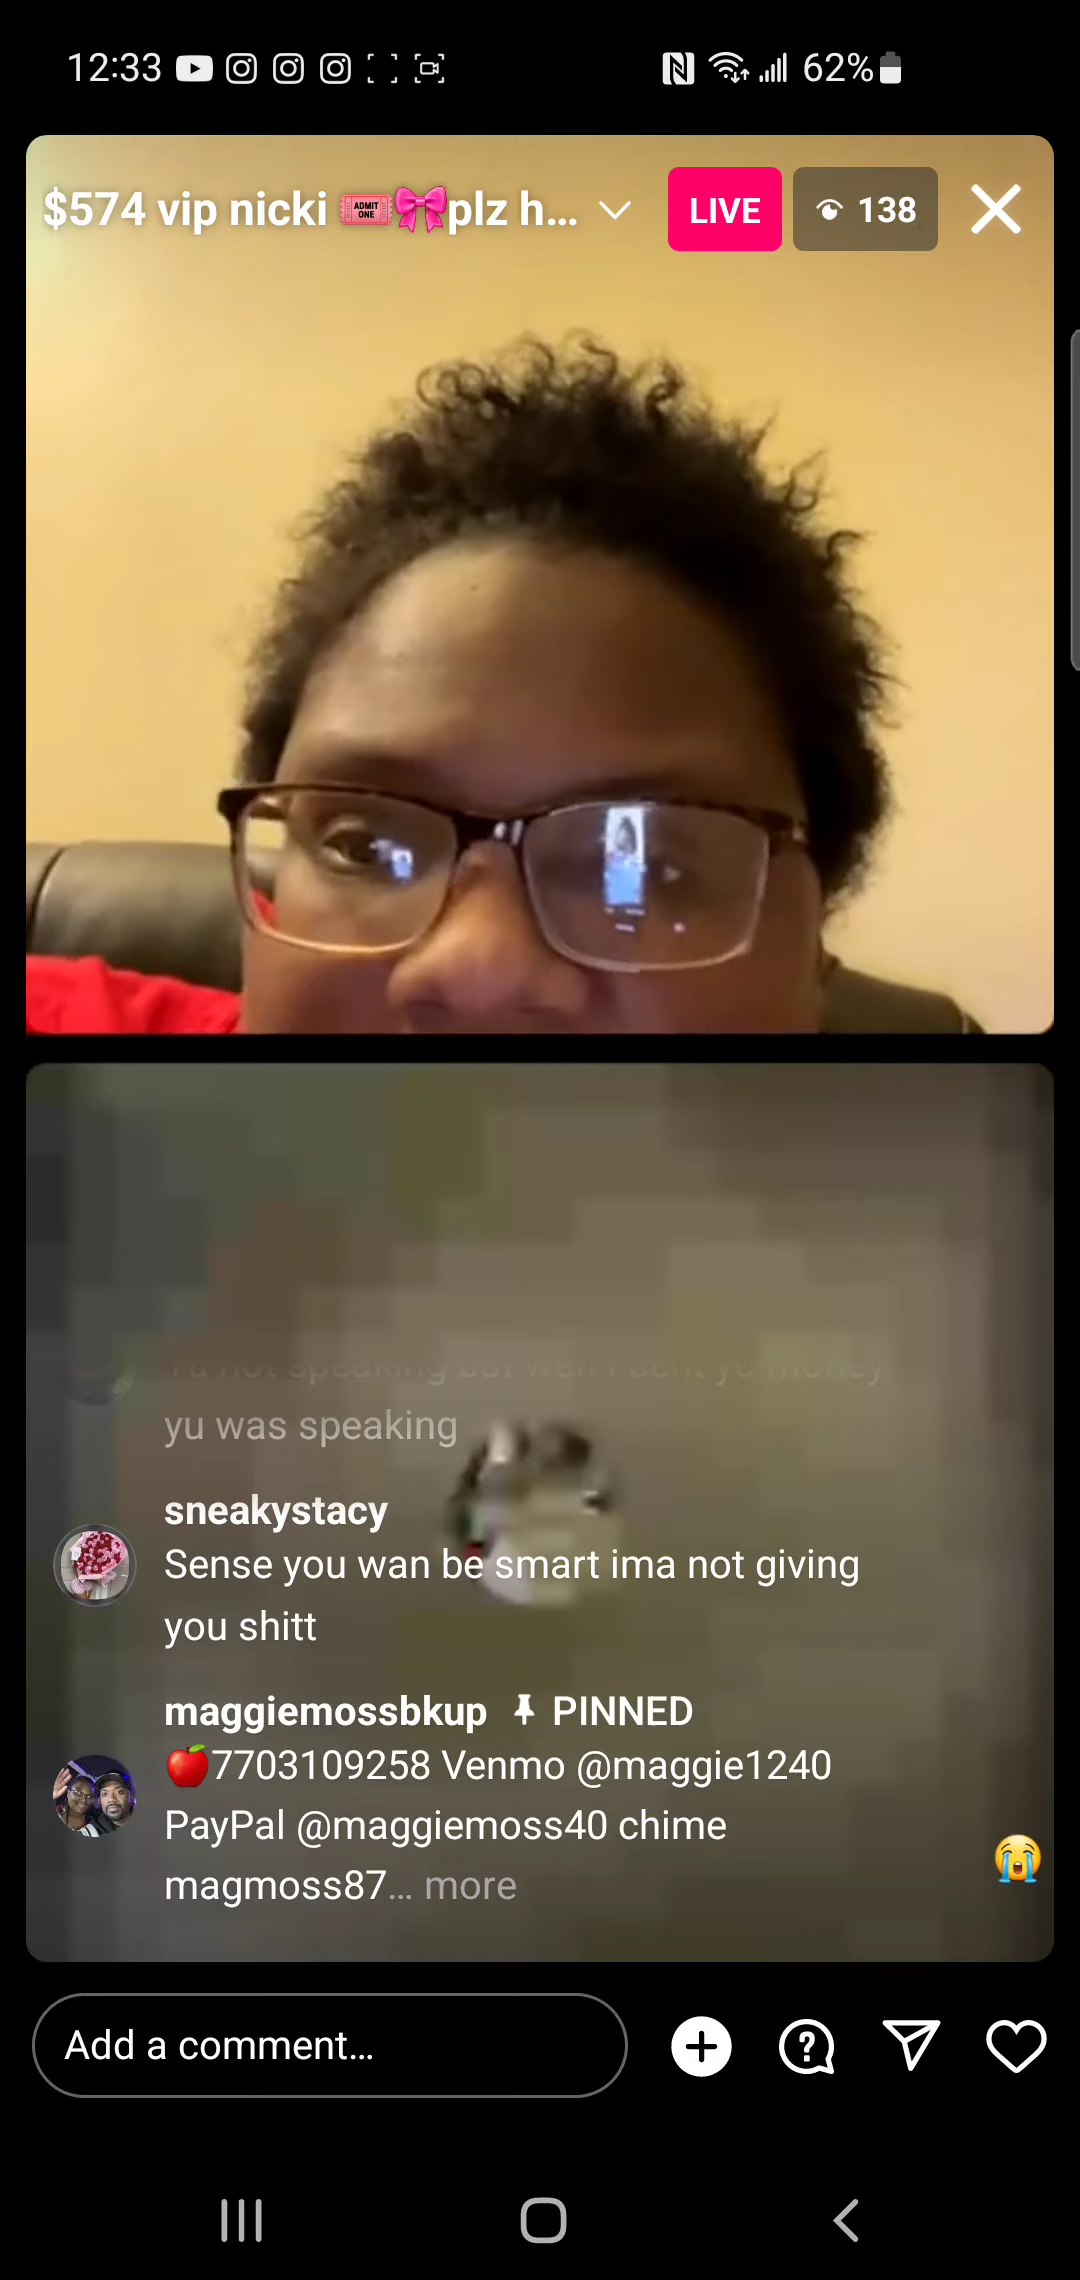 12:33
62%
$574 vip nicki 🎟️🎀plz h...
LIVE
138
yu was speaking
sneakystacy
Sense you wan be smart ima not giving
you shitt
maggiemossbkup 📌 PINNED
🍎7703109258 Venmo @maggie1240
PayPal @maggiemoss40 chime
magmoss87... more
Add a comment...